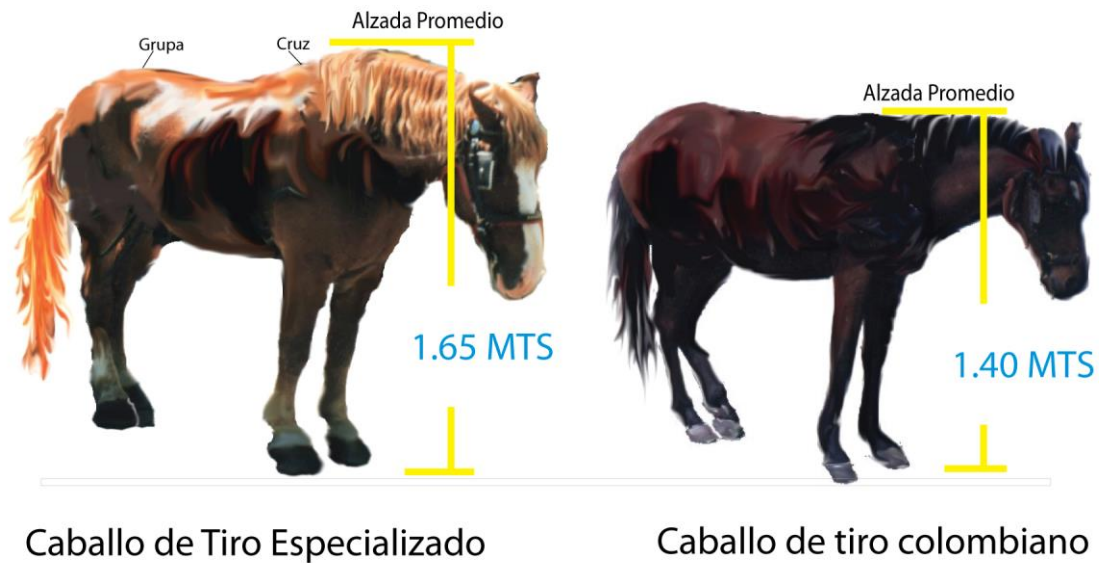 Alzada Promedio
Grupa
Cruz
1.65 MTS
Caballo de Tiro Especializado
Alzada Promedio
1.40 MTS
Caballo de tiro colombiano